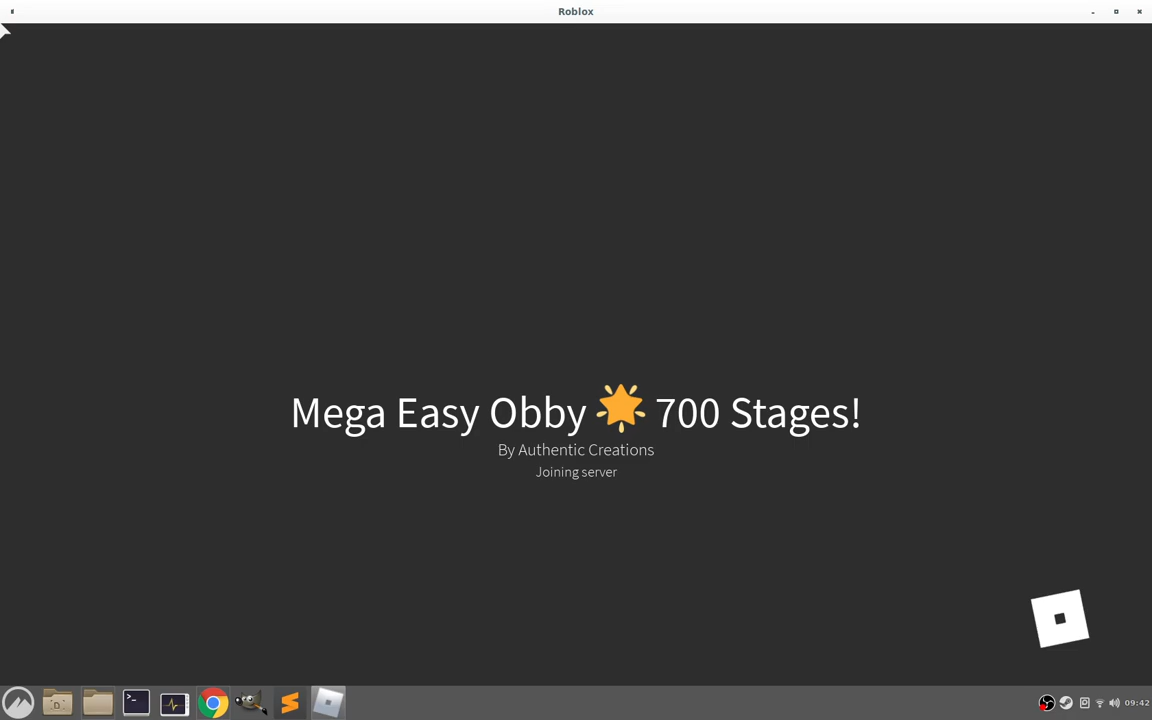 Roblox
Mega Easy Obby 🌟 700 Stages!
By Authentic Creations
Joining server
09:42